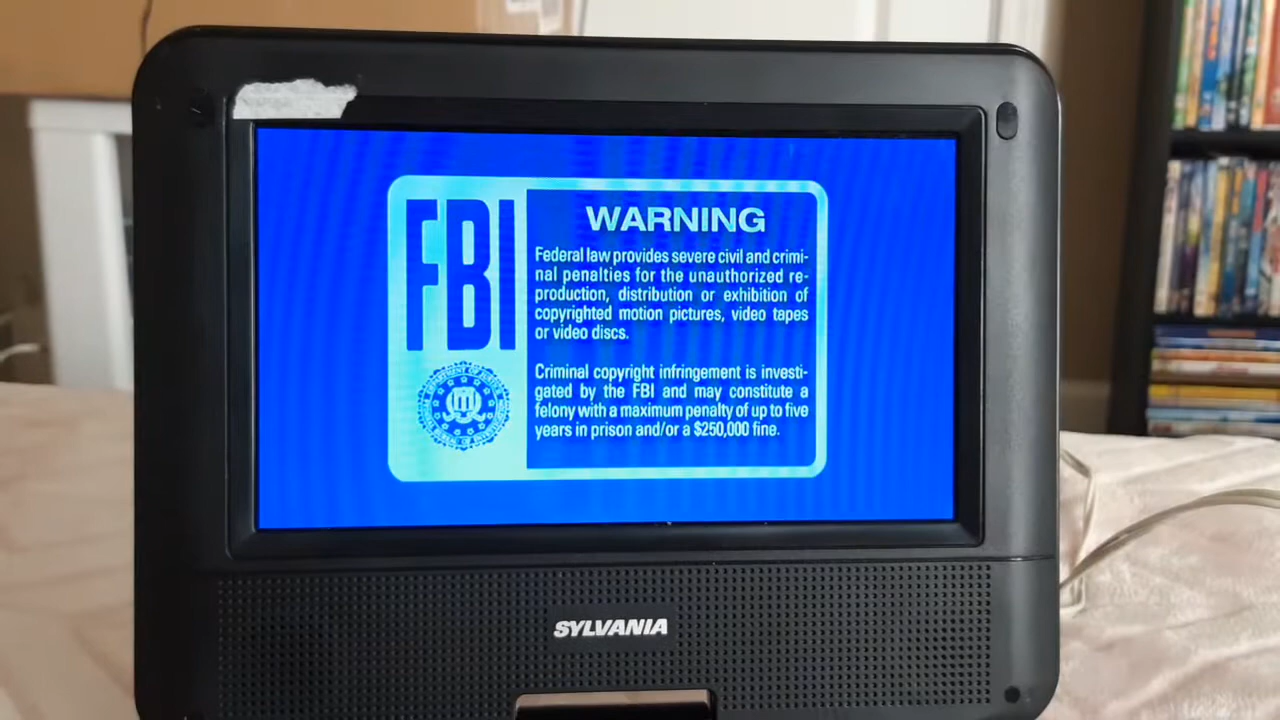 FBI
WARNING
Federal law provides severe civil and crimi-
nal penalties for the unauthorized re-
production, distribution or exhibition of
copyrighted motion pictures, video tapes
or video discs.
Criminal copyright infringement is investi-
gated by the FBI and may constitute a
felony with a maximum penalty of up to five
years in prison and/or a $250,000 fine.
SYLVANIA